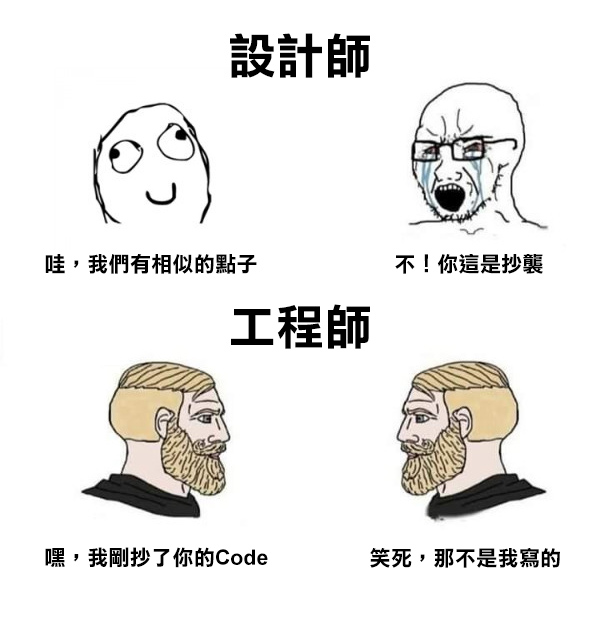 設計師
哇，我們有相似的點子
不！你這是抄襲
工程師
嘿，我剛抄了你的Code
笑死，那不是我寫的